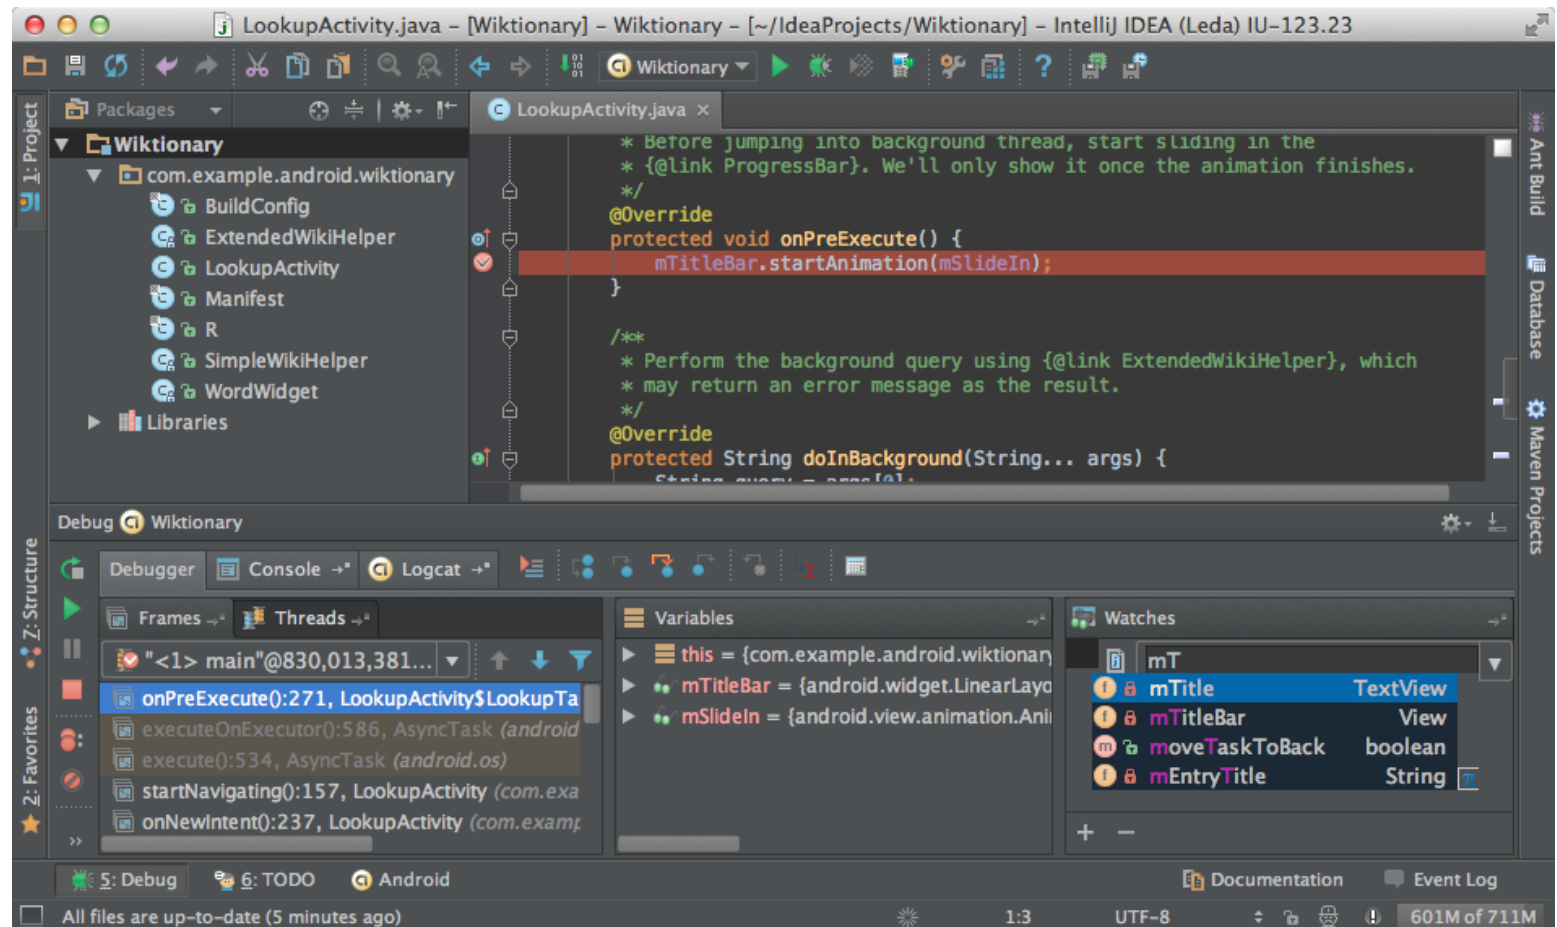 LookupActivity.java – [Wiktionary] – Wiktionary – [~/IdeaProjects/Wiktionary] – IntelliJ IDEA (Leda) IU–123.23
Wiktionary
?
1: Project
Packages
LookupActivity.java ×
Wiktionary
com.example.android.wiktionary
BuildConfig
ExtendedWikiHelper
LookupActivity
Manifest
R
SimpleWikiHelper
WordWidget
Libraries
* Before jumping into background thread, start sliding in the
* {@link ProgressBar}. We'll only show it once the animation finishes.
*/
@Override
protected void onPreExecute() {
mTitleBar.startAnimation(mSlideIn);
}
/**
* Perform the background query using {@link ExtendedWikiHelper}, which
* may return an error message as the result.
*/
@Override
protected String doInBackground(String... args) {
String query = args[0];
Ant Build
Database
Maven Projects
Debug Wiktionary
Z: Structure
2: Favorites
Debugger Console Logcat
Frames Threads
"<1> main"@830,013,381...
onPreExecute():271, LookupActivity$LookupTa
executeOnExecutor():586, AsyncTask (android
execute():534, AsyncTask (android.os)
startNavigating():157, LookupActivity (com.exa
onNewIntent():237, LookupActivity (com.examp
Variables
this = {com.example.android.wiktionary
mTitleBar = {android.widget.LinearLayo
mSlideIn = {android.view.animation.Ani
Watches
mT
mTitle TextView
mTitleBar View
moveTaskToBack boolean
mEntryTitle String π
+ –
»
5: Debug 6: TODO Android Documentation Event Log
All files are up–to–date (5 minutes ago) 1:3 UTF–8 601M of 711M